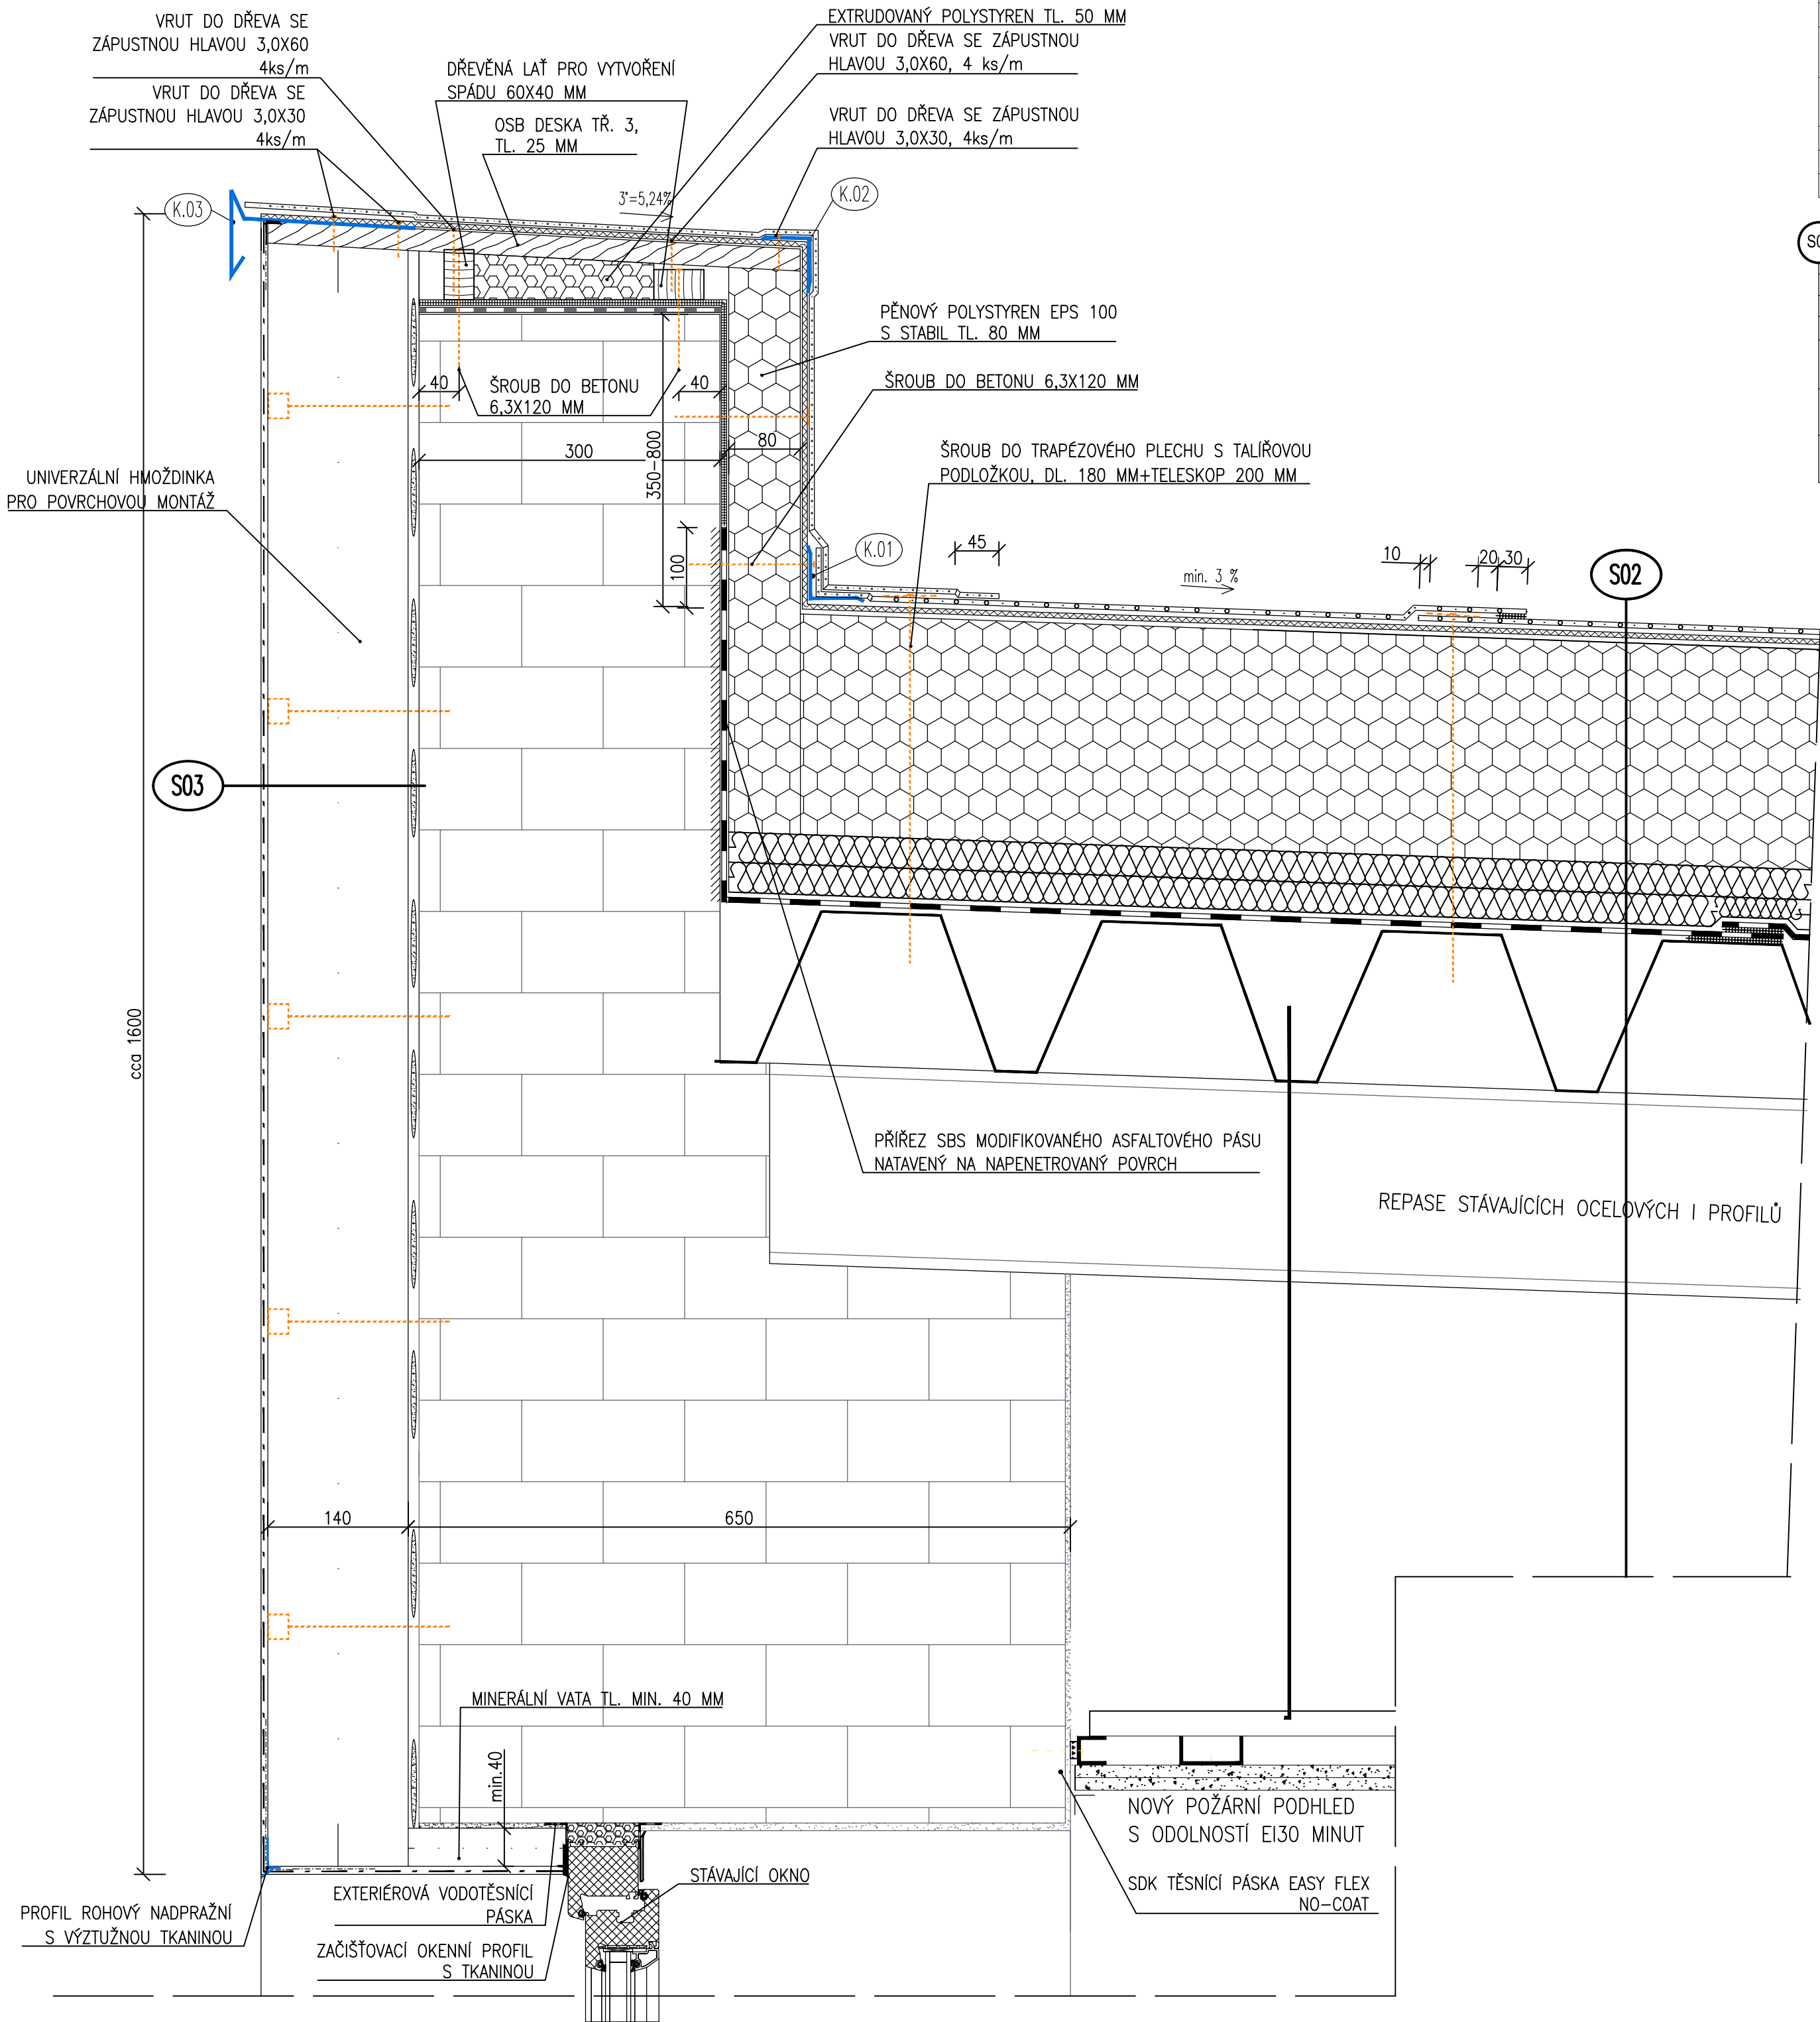 VRUT DO DŘEVA SE
ZÁPUSTNOU HLAVOU 3,0X60
4ks/m
VRUT DO DŘEVA SE
ZÁPUSTNOU HLAVOU 3,0X30
4ks/m
DŘEVĚNÁ LAŤ PRO VYTVOŘENÍ
SPÁDU 60X40 MM
OSB DESKA TŘ. 3,
TL. 25 MM
EXTRUDOVANÝ POLYSTYREN TL. 50 MM
VRUT DO DŘEVA SE ZÁPUSTNOU
HLAVOU 3,0X60, 4 ks/m
VRUT DO DŘEVA SE ZÁPUSTNOU
HLAVOU 3,0X30, 4ks/m
K.03
3°=5,24%
K.02
PĚNOVÝ POLYSTYREN EPS 100
S STABIL TL. 80 MM
ŠROUB DO BETONU 6,3X120 MM
40
ŠROUB DO BETONU
6,3X120 MM
40
300
80
350-800
100
ŠROUB DO TRAPÉZOVÉHO PLECHU S TALÍŘOVOU
PODLOŽKOU, DL. 180 MM+TELESKOP 200 MM
UNIVERZÁLNÍ HMOŽDINKA
PRO POVRCHOVOU MONTÁŽ
K.01
45
min. 3 %
10
20
30
S02
S03
cca 1600
PŘÍŘEZ SBS MODIFIKOVANÉHO ASFALTOVÉHO PÁSU
NATAVENÝ NA NAPENETROVANÝ POVRCH
REPASE STÁVAJÍCÍCH OCELOVÝCH I PROFILŮ
140
650
MINERÁLNÍ VATA TL. MIN. 40 MM
min.40
NOVÝ POŽÁRNÍ PODHLED
S ODOLNOSTÍ EI30 MINUT
SDK TĚSNÍCÍ PÁSKA EASY FLEX
NO-COAT
STÁVAJÍCÍ OKNO
EXTERIÉROVÁ VODOTĚSNÍCÍ
PÁSKA
ZAČIŠŤOVACÍ OKENNÍ PROFIL
S TKANINOU
PROFIL ROHOVÝ NADPRAŽNÍ
S VÝZTUŽNOU TKANINOU